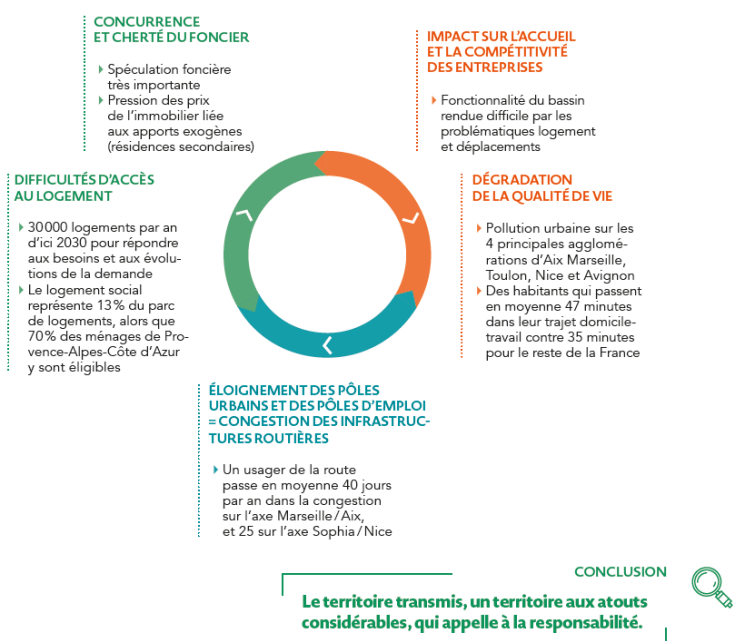 CONCURRENCE
ET CHERTÉ DU FONCIER
Spéculation foncière
très importante
Pression des prix
de l'immobilier liée
aux apports exogènes
(résidences secondaires)
IMPACT SUR L'ACCUEIL
ET LA COMPÉTITIVITÉ
DES ENTREPRISES
Fonctionnalité du bassin
rendue difficile par les
problématiques logement
et déplacements
DIFFICULTÉS D'ACCÈS
AU LOGEMENT
30000 logements par an
d'ici 2030 pour répondre
aux besoins et aux évolu-
tions de la demande
Le logement social
représente 13% du parc
de logements, alors que
70% des ménages de Pro-
vence-Alpes-Côte d'Azur
y sont éligibles
DÉGRADATION
DE LA QUALITÉ DE VIE
Pollution urbaine sur les
4 principales agglomé-
rations d'Aix Marseille,
Toulon, Nice et Avignon
Des habitants qui passent
en moyenne 47 minutes
dans leur trajet domicile-
travail contre 35 minutes
pour le reste de la France
ÉLOIGNEMENT DES PÔLES
URBAINS ET DES PÔLES D'EMPLOI
= CONGESTION DES INFRASTRUC-
TURES ROUTIÈRES
Un usager de la route
passe en moyenne 40 jours
par an dans la congestion
sur l'axe Marseille/Aix,
et 25 sur l'axe Sophia/Nice
CONCLUSION
Le territoire transmis, un territoire aux atouts
considérables, qui appelle à la responsabilité.